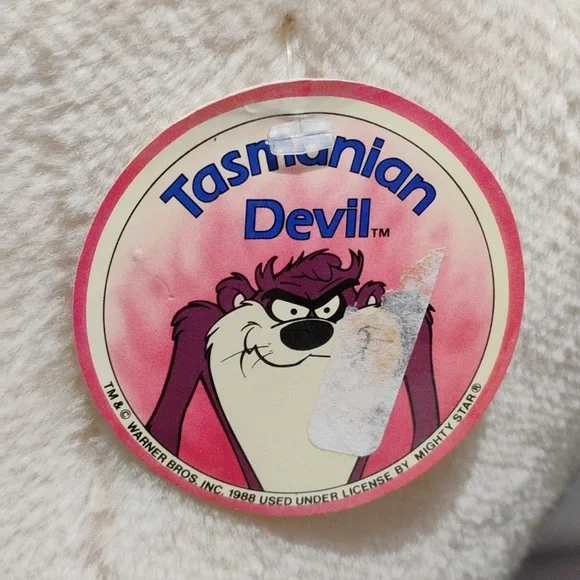 Tasmanian
Devil™
TM & © WARNER BROS. INC. 1988 USED UNDER LICENSE BY MIGHTY STAR®